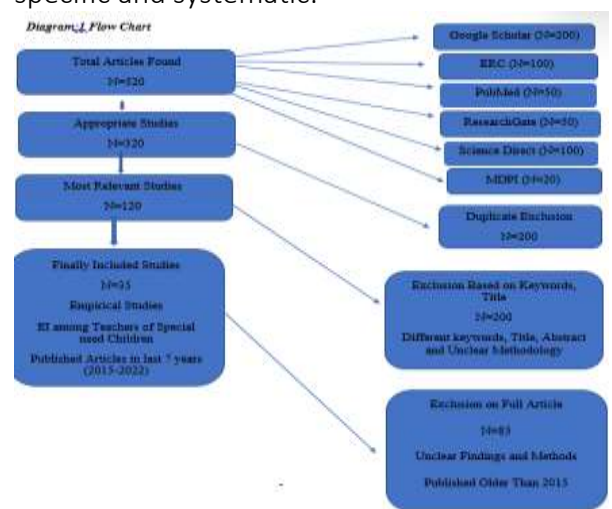 specific and systematic.
Diagram:1 Flow Chart
Total Articles Found
N=520
Appropriate Studies
N=320
Most Relevant Studies
N=120
Finally Included Studies
N=35
Empirical Studies
EI among Teachers of Special
need Children
Published Articles in last 7 years
(2015-2022)
Google Scholar (N=200)
ERC (N=100)
PubMed (N=50)
ResearchGate (N=50)
Science Direct (N=100)
MDPI (N=20)
Duplicate Exclusion
N=200
Exclusion Based on Keywords,
Title
N=200
Different keywords, Title, Abstract
and Unclear Methodology
Exclusion on Full Article
N=85
Unclear Findings and Methods
Published Older Than 2015